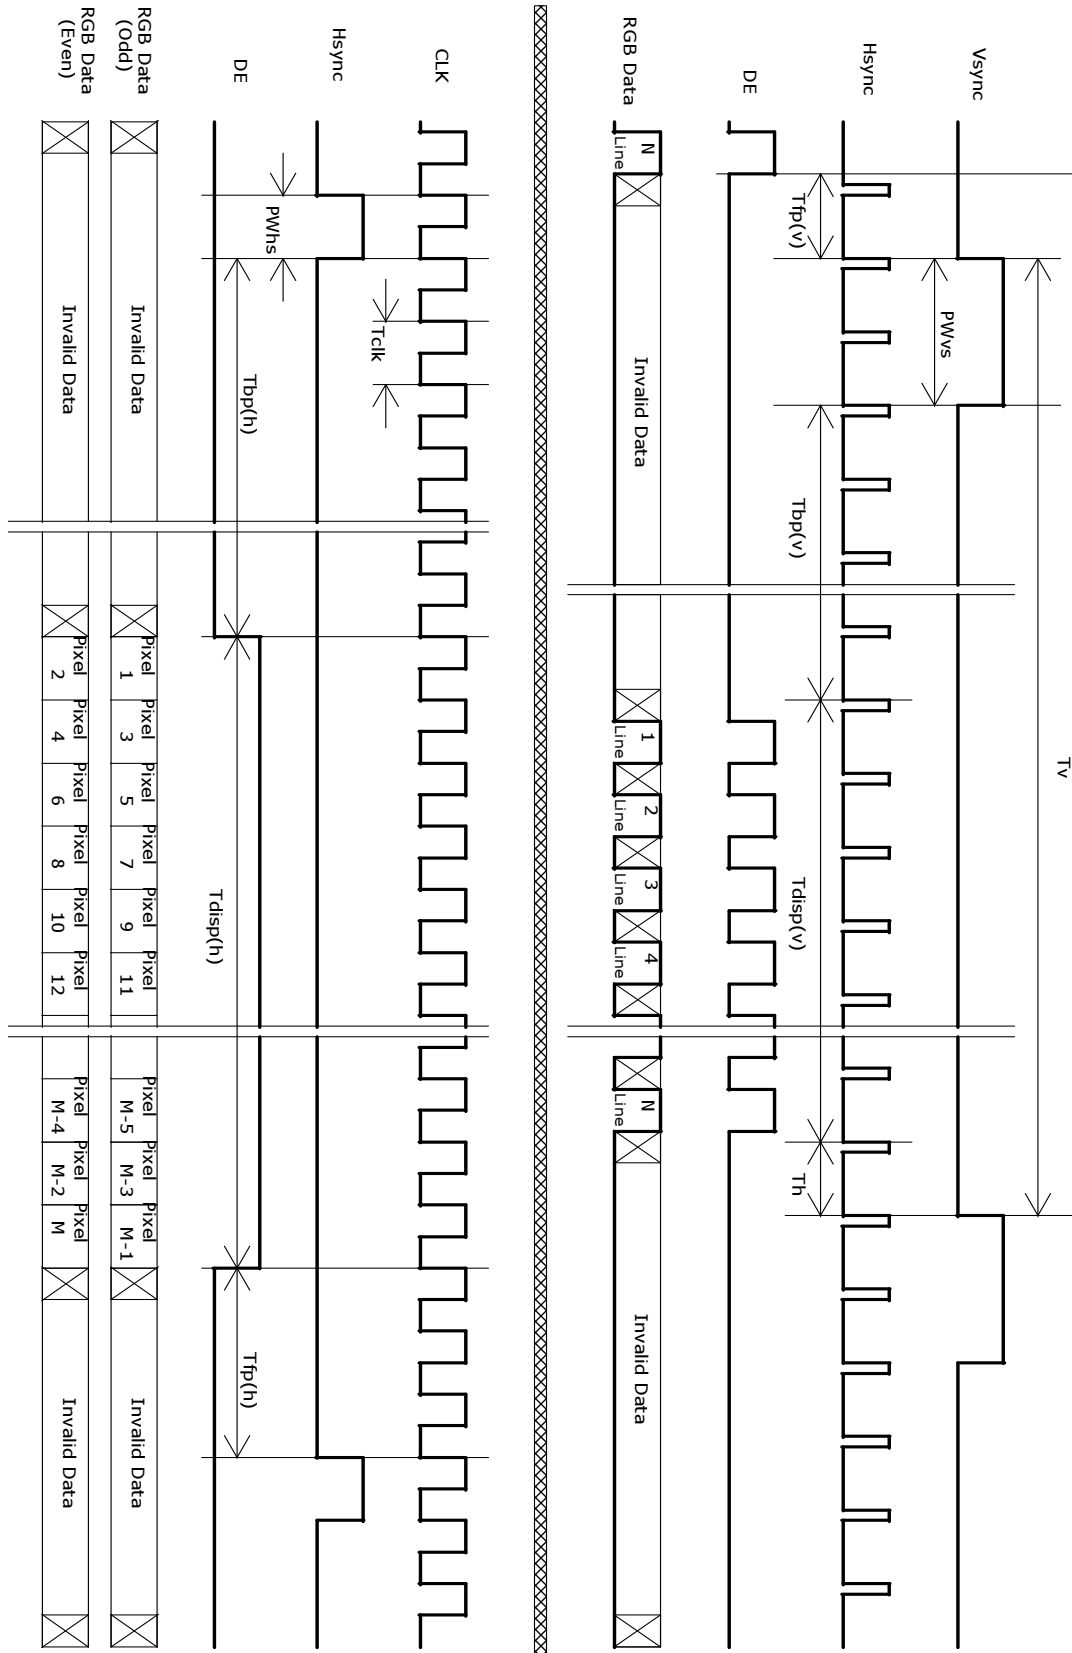 Tv
Vsync
PWvs
Hsync
Tfp(v)
Tbp(v)
Tdisp(v)
Th
DE
RGB Data
Line
N
Invalid Data
Line
1
Line
2
Line
3
Line
4
Line
N
Invalid Data
CLK
Tclk
Hsync
PWhs
DE
Tbp(h)
Tdisp(h)
Tfp(h)
RGB Data
(Odd)
Invalid Data
Pixel
1
Pixel
3
Pixel
5
Pixel
7
Pixel
9
Pixel
11
Pixel
M-5
Pixel
M-3
Pixel
M-1
Invalid Data
RGB Data
(Even)
Invalid Data
Pixel
2
Pixel
4
Pixel
6
Pixel
8
Pixel
10
Pixel
12
Pixel
M-4
Pixel
M-2
Pixel
M
Invalid Data